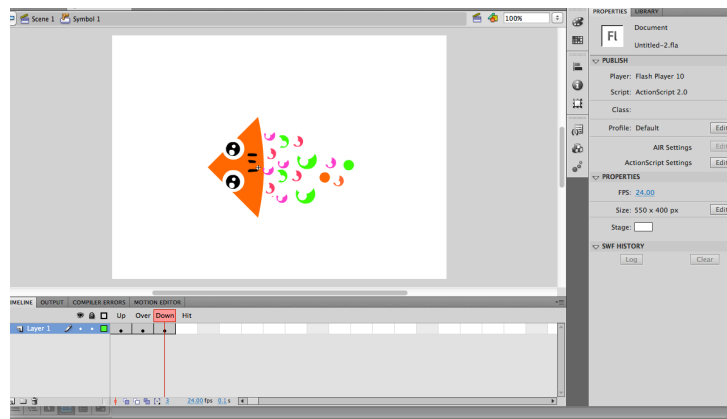 PROPERTIES LIBRARY
Scene 1 Symbol 1 100%
Fl
Document
Untitled-2.fla
PUBLISH
Player: Flash Player 10
Script: ActionScript 2.0
Class:
Profile: Default Edit
AIR Settings Edit
ActionScript Settings Edit
PROPERTIES
FPS: 24.00
Size: 550 x 400 px Edit
Stage:
SWF HISTORY
Log Clear
TIMELINE OUTPUT COMPILER ERRORS MOTION EDITOR
Up Over Down Hit
Layer 1
3 24.00 fps 0.1 s